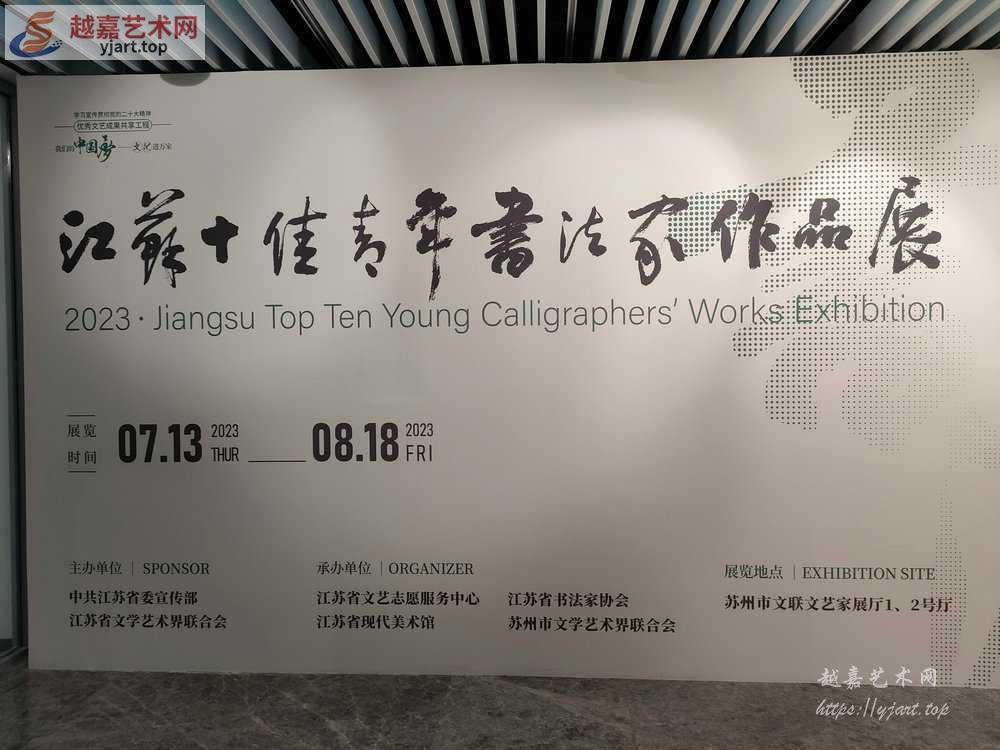 越嘉艺术网
yjart.top
学习宣传贯彻党的二十大精神
优秀文艺成果共享工程
我们的中国梦——文化进万家
江蘇十佳青年書法家作品展
2023·Jiangsu Top Ten Young Calligraphers' Works Exhibition
展览时间
07.13 2023 THUR —— 08.18 2023 FRI
主办单位 | SPONSOR
中共江苏省委宣传部
江苏省文学艺术界联合会
承办单位 | ORGANIZER
江苏省文艺志愿服务中心 江苏省书法家协会
江苏省现代美术馆 苏州市文学艺术界联合会
展览地点 | EXHIBITION SITE
苏州市文联文艺家展厅1、2号厅
越嘉艺术网
https://yjart.top